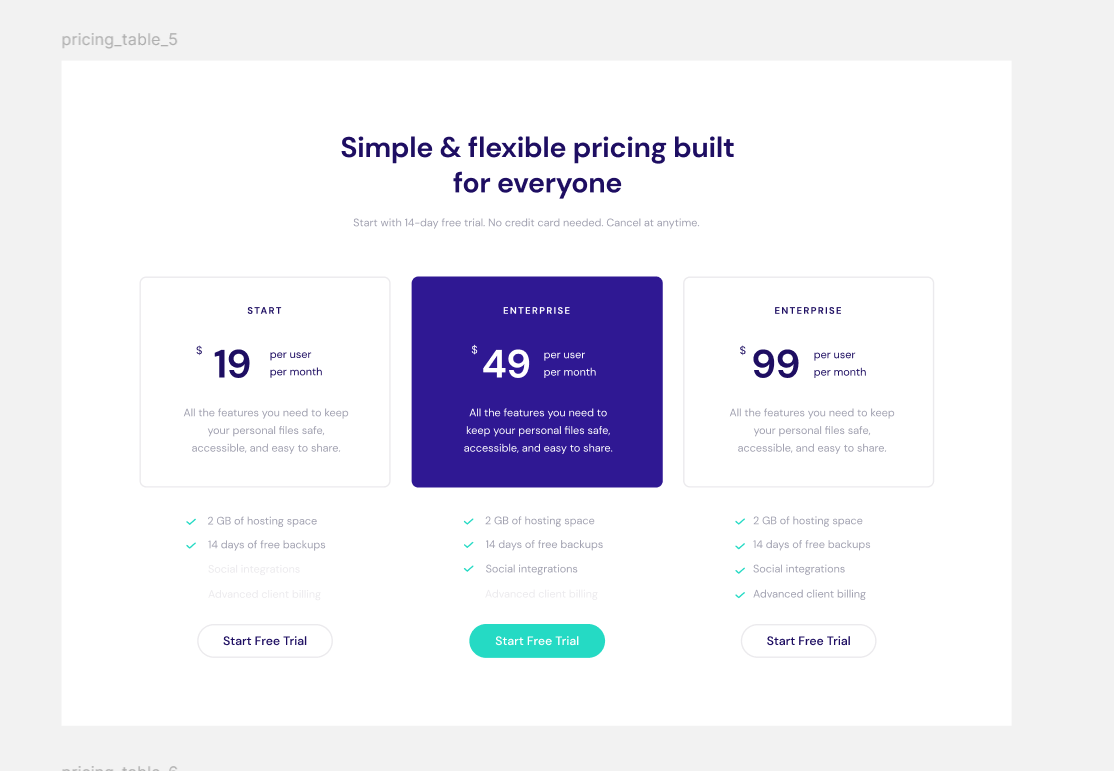 pricing_table_5
Simple & flexible pricing built
for everyone
Start with 14-day free trial. No credit card needed. Cancel at anytime.
START
$ 19 per user
per month
All the features you need to keep
your personal files safe,
accessible, and easy to share.
2 GB of hosting space
14 days of free backups
Social integrations
Advanced client billing
Start Free Trial
ENTERPRISE
$ 49 per user
per month
All the features you need to
keep your personal files safe,
accessible, and easy to share.
2 GB of hosting space
14 days of free backups
Social integrations
Advanced client billing
Start Free Trial
ENTERPRISE
$ 99 per user
per month
All the features you need to keep
your personal files safe,
accessible, and easy to share.
2 GB of hosting space
14 days of free backups
Social integrations
Advanced client billing
Start Free Trial
pricing_table_6